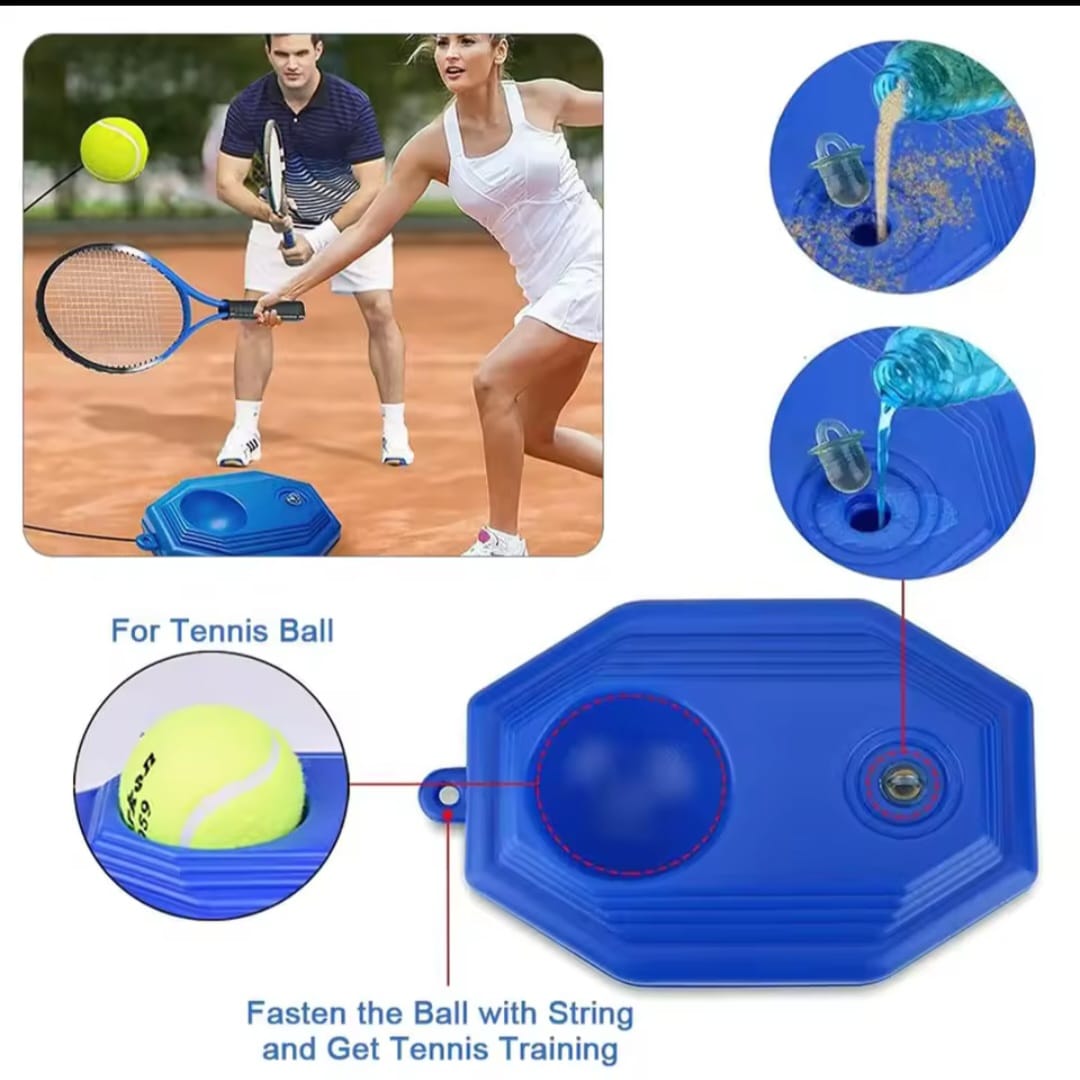 For Tennis Ball
Fasten the Ball with String
and Get Tennis Training